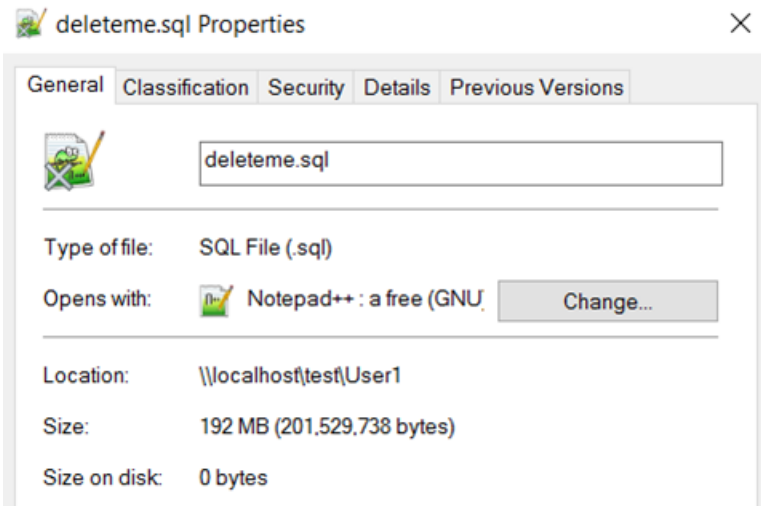 deleteme.sql Properties
General Classification Security Details Previous Versions
deleteme.sql
Type of file: SQL File (.sql)
Opens with: Notepad++ : a free (GNU) Change...
Location: \\localhost\test\User1
Size: 192 MB (201,529,738 bytes)
Size on disk: 0 bytes